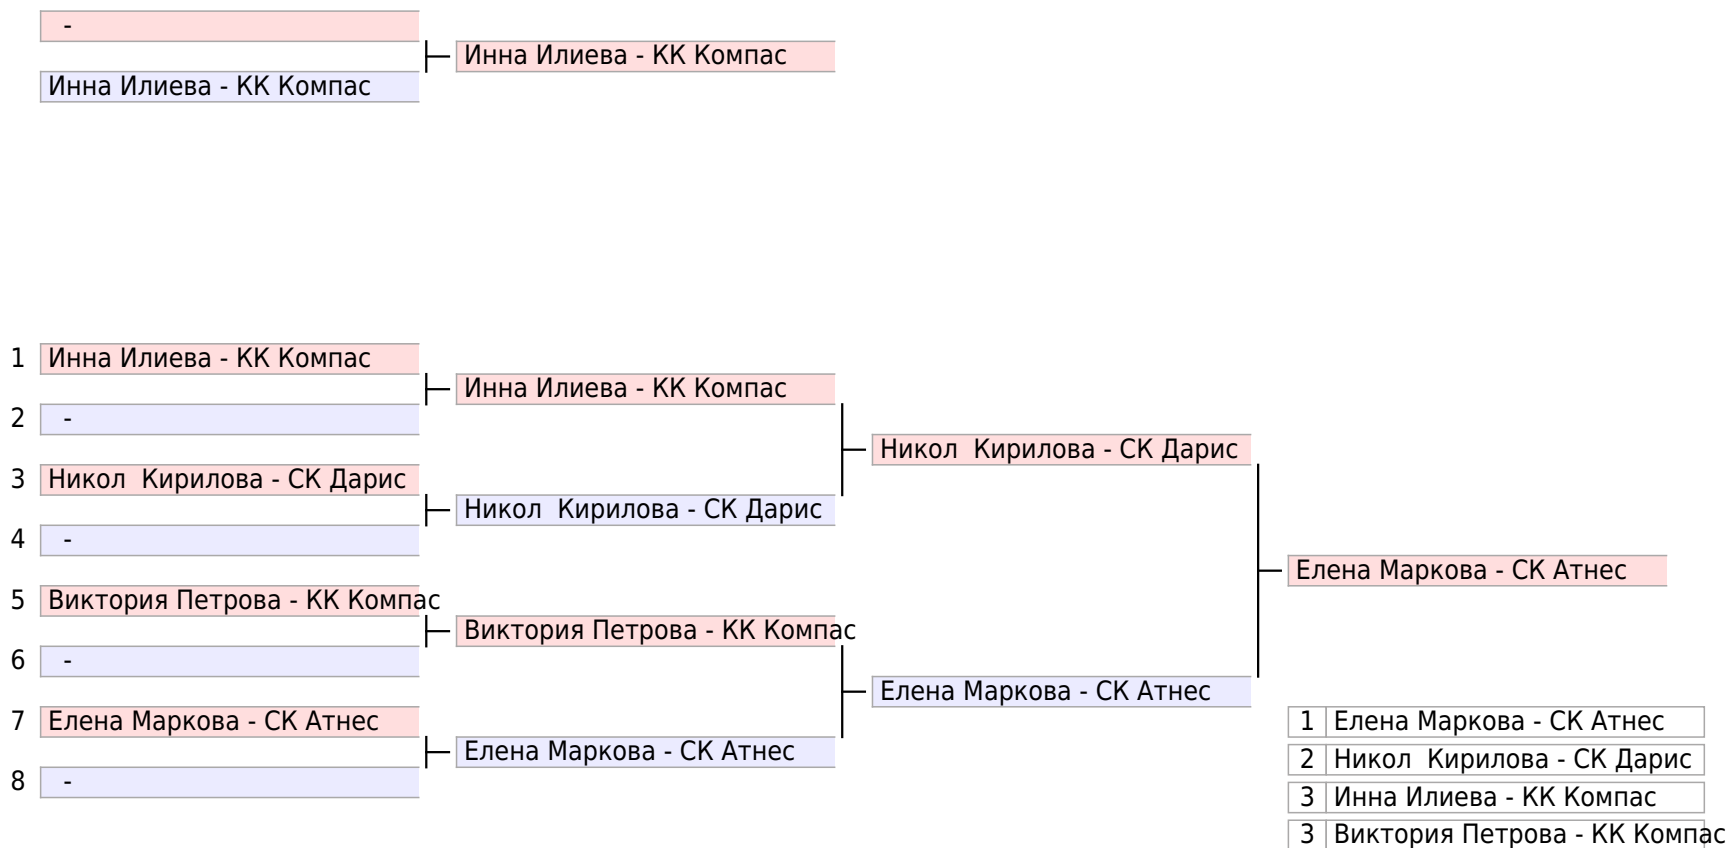 -
Инна Илиева - КК Компас
Инна Илиева - КК Компас
1 Инна Илиева - КК Компас
Инна Илиева - КК Компас
2 -
Никол  Кирилова - СК Дарис
3 Никол  Кирилова - СК Дарис
Никол  Кирилова - СК Дарис
4 -
Елена Маркова - СК Атнес
5 Виктория Петрова - КК Компас
Виктория Петрова - КК Компас
6 -
Елена Маркова - СК Атнес
7 Елена Маркова - СК Атнес
Елена Маркова - СК Атнес
8 -
1 Елена Маркова - СК Атнес
2 Никол  Кирилова - СК Дарис
3 Инна Илиева - КК Компас
3 Виктория Петрова - КК Компас